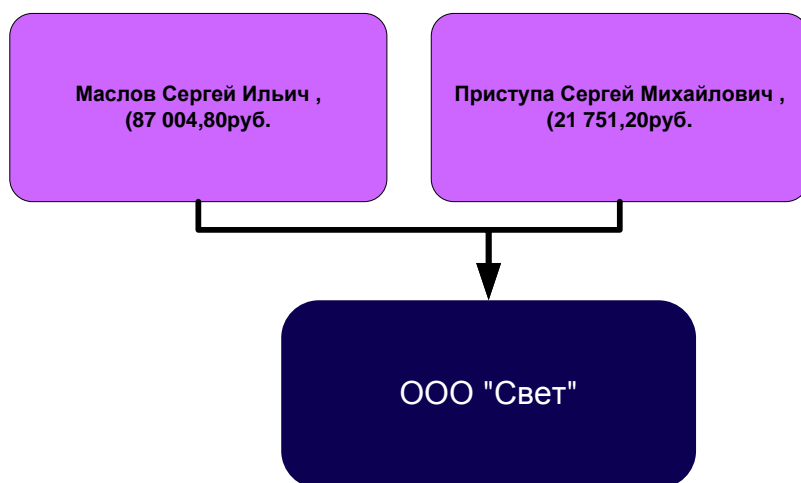 Маслов Сергей Ильич ,
(87 004,80руб.
Приступа Сергей Михайлович ,
(21 751,20руб.
ООО "Свет"